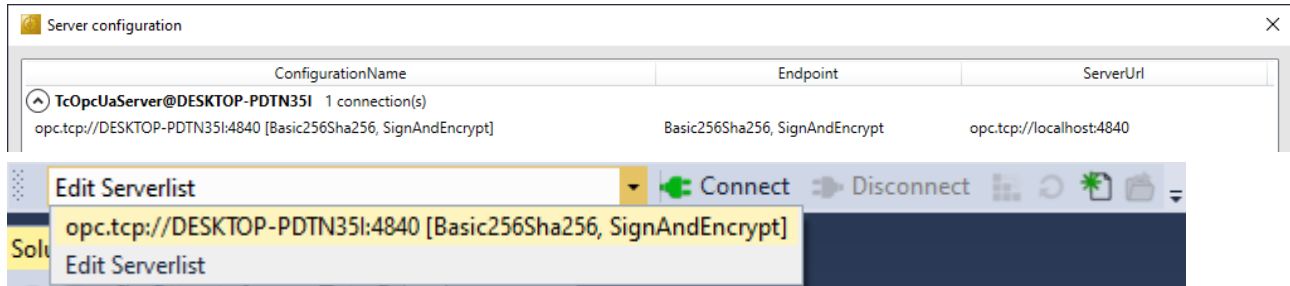 Server configuration
ConfigurationName Endpoint ServerUrl
TcOpcUaServer@DESKTOP-PDTN35I 1 connection(s)
opc.tcp://DESKTOP-PDTN35I:4840 [Basic256Sha256, SignAndEncrypt] Basic256Sha256, SignAndEncrypt opc.tcp://localhost:4840
Edit Serverlist Connect Disconnect
opc.tcp://DESKTOP-PDTN35I:4840 [Basic256Sha256, SignAndEncrypt]
Solu
Edit Serverlist